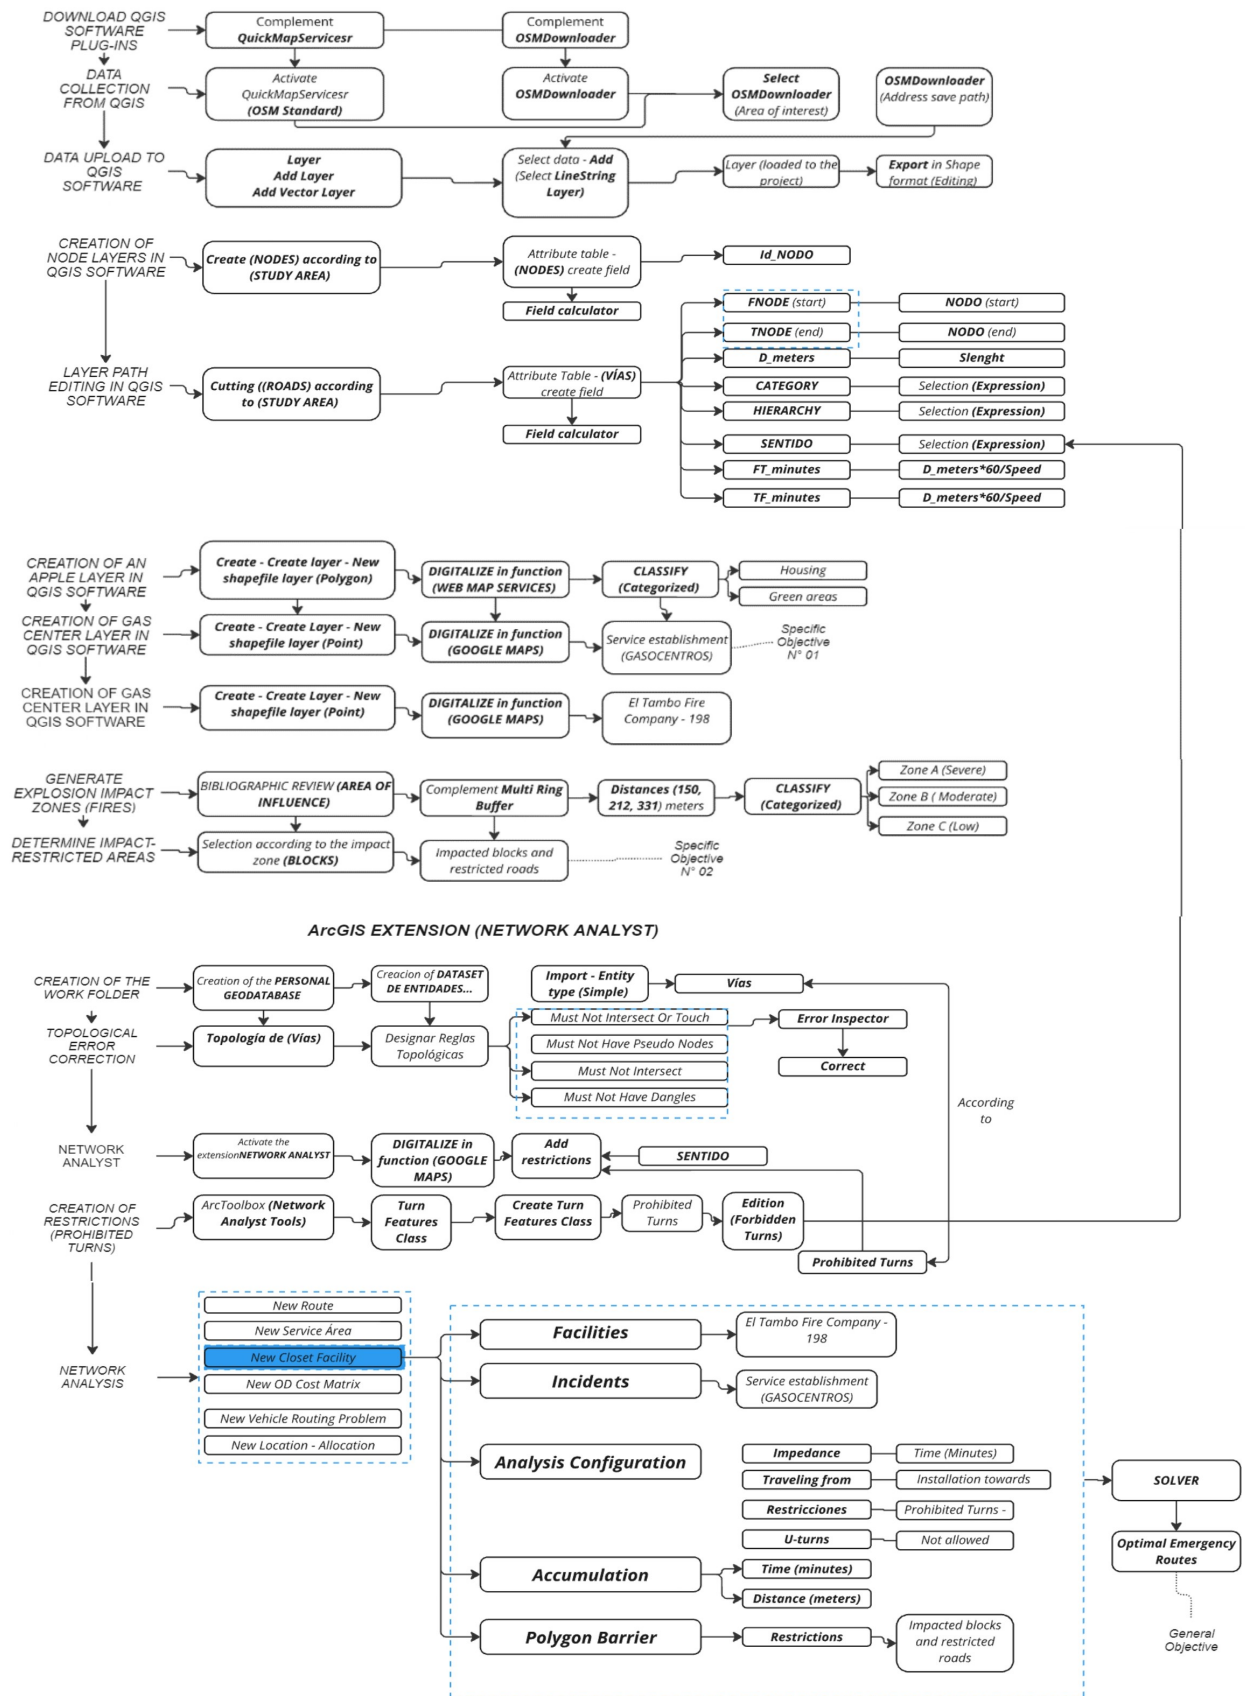 DOWNLOAD QGIS
SOFTWARE
PLUG-INS
Complement
QuickMapServicesr
Complement
OSMDownloader
DATA
COLLECTION
FROM QGIS
Activate
QuickMapServicesr
(OSM Standard)
Activate
OSMDownloader
Select
OSMDownloader
(Area of interest)
OSMDownloader
(Address save path)
DATA UPLOAD TO
QGIS
SOFTWARE
Layer
Add Layer
Add Vector Layer
Select data - Add
(Select LineString
Layer)
Layer (loaded to the
project)
Export in Shape
format (Editing)
CREATION OF
NODE LAYERS IN
QGIS SOFTWARE
Create (NODES) according to
(STUDY AREA)
Attribute table -
(NODES) create field
Id_NODO
Field calculator
FNODE (start)
NODO (start)
TNODE (end)
NODO (end)
D_meters
Slenght
LAYER PATH
EDITING IN QGIS
SOFTWARE
Cutting ((ROADS) according
to (STUDY AREA)
Attribute Table - (VÍAS)
create field
Field calculator
CATEGORY
Selection (Expression)
HIERARCHY
Selection (Expression)
SENTIDO
Selection (Expression)
FT_minutes
D_meters*60/Speed
TF_minutes
D_meters*60/Speed
CREATION OF AN
APPLE LAYER IN
QGIS SOFTWARE
Create - Create layer - New
shapefile layer (Polygon)
DIGITALIZE in function
(WEB MAP SERVICES)
CLASSIFY
(Categorized)
Housing
Green areas
CREATION OF GAS
CENTER LAYER IN
QGIS SOFTWARE
Create - Create Layer - New
shapefile layer (Point)
DIGITALIZE in function
(GOOGLE MAPS)
Service establishment
(GASOCENTROS)
Specific
Objective
N° 01
CREATION OF GAS
CENTER LAYER IN
QGIS SOFTWARE
Create - Create Layer - New
shapefile layer (Point)
DIGITALIZE in function
(GOOGLE MAPS)
El Tambo Fire
Company - 198
GENERATE
EXPLOSION IMPACT
ZONES (FIRES)
BIBLIOGRAPHIC REVIEW (AREA OF
INFLUENCE)
Complement Multi Ring
Buffer
Distances (150,
212, 331) meters
CLASSIFY
(Categorized)
Zone A (Severe)
Zone B ( Moderate)
Zone C (Low)
DETERMINE IMPACT-
RESTRICTED AREAS
Selection according to the impact
zone (BLOCKS)
Impacted blocks and
restricted roads
Specific
Objective
N° 02
ArcGIS EXTENSION (NETWORK ANALYST)
CREATION OF THE
WORK FOLDER
Creation of the PERSONAL
GEODATABASE
Creacion of DATASET
DE ENTIDADES...
Import - Entity
type (Simple)
Vías
TOPOLOGICAL
ERROR
CORRECTION
Topología de (Vías)
Designar Reglas
Topológicas
Must Not Intersect Or Touch
Must Not Have Pseudo Nodes
Must Not Intersect
Must Not Have Dangles
Error Inspector
Correct
According
to
NETWORK
ANALYST
Activate the
extensionNETWORK ANALYST
DIGITALIZE in
function (GOOGLE
MAPS)
Add
restrictions
SENTIDO
CREATION OF
RESTRICTIONS
(PROHIBITED
TURNS)
ArcToolbox (Network
Analyst Tools)
Turn
Features
Class
Create Turn
Features Class
Prohibited
Turns
Edition
(Forbidden
Turns)
Prohibited Turns
NETWORK
ANALYSIS
New Route
New Service Área
New Closet Facility
New OD Cost Matrix
New Vehicle Routing Problem
New Location - Allocation
Facilities
El Tambo Fire Company -
198
Incidents
Service establishment
(GASOCENTROS)
Analysis Configuration
Impedance
Time (Minutes)
Traveling from
Installation towards
Restricciones
Prohibited Turns -
U-turns
Not allowed
Accumulation
Time (minutes)
Distance (meters)
Polygon Barrier
Restrictions
Impacted blocks
and restricted
roads
SOLVER
Optimal Emergency
Routes
General
Objective